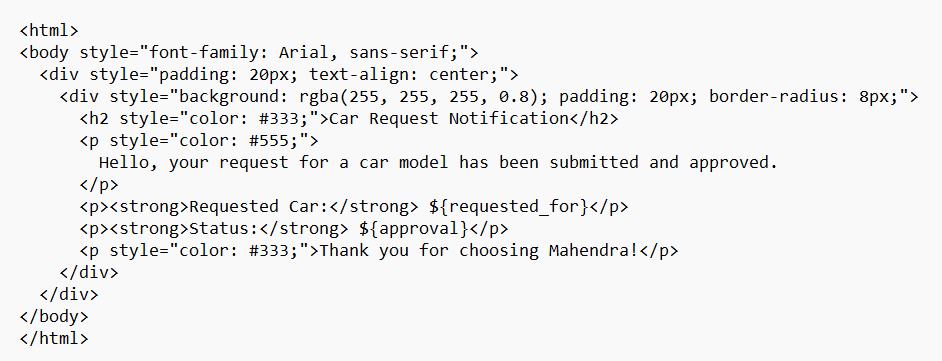 <html>
<body style="font-family: Arial, sans-serif;">
  <div style="padding: 20px; text-align: center;">
    <div style="background: rgba(255, 255, 255, 0.8); padding: 20px; border-radius: 8px;">
      <h2 style="color: #333;">Car Request Notification</h2>
      <p style="color: #555;">
        Hello, your request for a car model has been submitted and approved.
      </p>
      <p><strong>Requested Car:</strong> ${requested_for}</p>
      <p><strong>Status:</strong> ${approval}</p>
      <p style="color: #333;">Thank you for choosing Mahendra!</p>
    </div>
  </div>
</body>
</html>